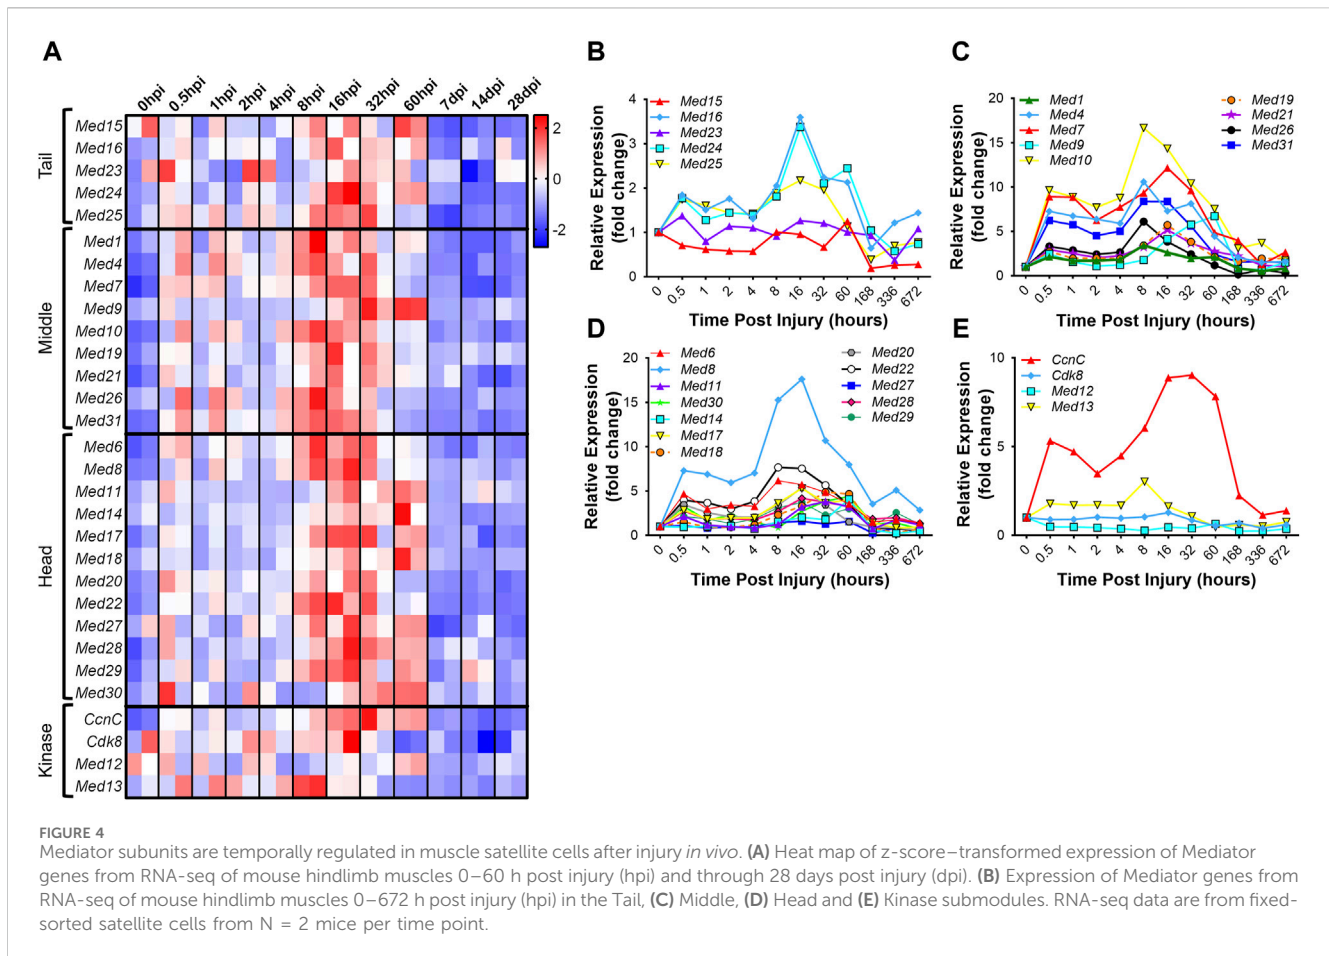 A
0hpi 0.5hpi 1hpi 2hpi 4hpi 8hpi 16hpi 32hpi 60hpi 7dpi 14dpi 28dpi
Tail
Med15
Med16
Med23
Med24
Med25
Middle
Med1
Med4
Med7
Med9
Med10
Med19
Med21
Med26
Med31
Head
Med6
Med8
Med11
Med14
Med17
Med18
Med20
Med22
Med27
Med28
Med29
Med30
Kinase
CcnC
Cdk8
Med12
Med13
2
0
-2
B
Relative Expression
(fold change)
4
3
2
1
0
Med15
Med16
Med23
Med24
Med25
0 0.5 1 2 4 8 16 32 60 168 336 672
Time Post Injury (hours)
C
Relative Expression
(fold change)
20
15
10
5
0
Med1
Med4
Med7
Med9
Med10
Med19
Med21
Med26
Med31
0 0.5 1 2 4 8 16 32 60 168 336 672
Time Post Injury (hours)
D
Relative Expression
(fold change)
20
15
10
5
0
Med6
Med8
Med11
Med30
Med14
Med17
Med18
Med20
Med22
Med27
Med28
Med29
0 0.5 1 2 4 8 16 32 60 168 336 672
Time Post Injury (hours)
E
Relative Expression
(fold change)
10
5
0
CcnC
Cdk8
Med12
Med13
0 0.5 1 2 4 8 16 32 60 168 336 672
Time Post Injury (hours)
FIGURE 4
Mediator subunits are temporally regulated in muscle satellite cells after injury in vivo. (A) Heat map of z-score–transformed expression of Mediator
genes from RNA-seq of mouse hindlimb muscles 0–60 h post injury (hpi) and through 28 days post injury (dpi). (B) Expression of Mediator genes from
RNA-seq of mouse hindlimb muscles 0–672 h post injury (hpi) in the Tail, (C) Middle, (D) Head and (E) Kinase submodules. RNA-seq data are from fixed-
sorted satellite cells from N = 2 mice per time point.